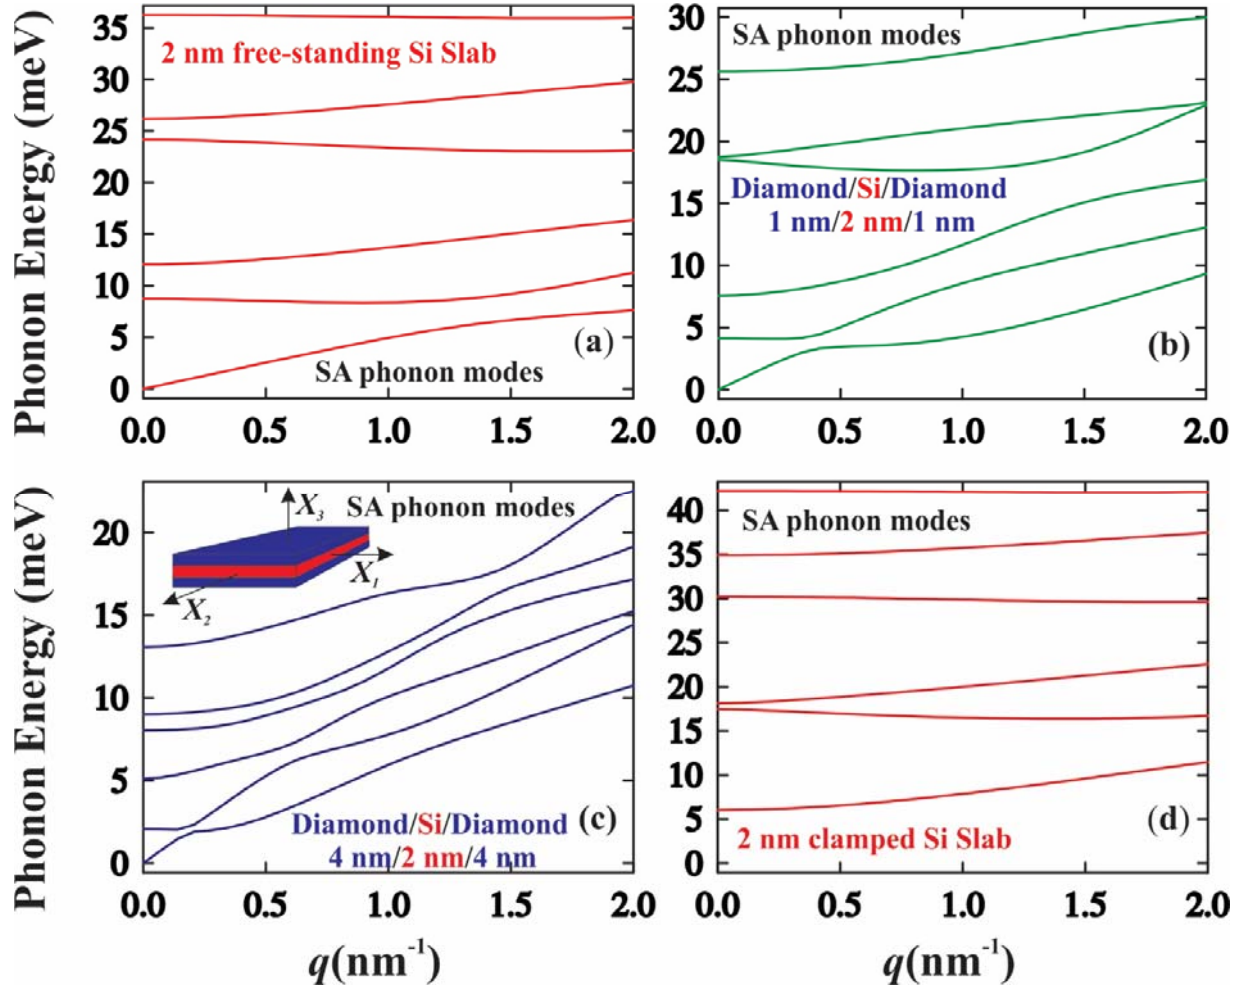 Phonon Energy (meV)
35
30
25
20
15
10
5
0
2 nm free-standing Si Slab
SA phonon modes
(a)
0.0 0.5 1.0 1.5 2.0
30
25
20
15
10
5
0
SA phonon modes
Diamond/Si/Diamond
1 nm/2 nm/1 nm
(b)
0.0 0.5 1.0 1.5 2.0
Phonon Energy (meV)
20
15
10
5
0
SA phonon modes
X3
X1
X2
Diamond/Si/Diamond
4 nm/2 nm/4 nm
(c)
0.0 0.5 1.0 1.5 2.0
q(nm⁻¹)
40
35
30
25
20
15
10
5
0
SA phonon modes
(d)
2 nm clamped Si Slab
0.0 0.5 1.0 1.5 2.0
q(nm⁻¹)